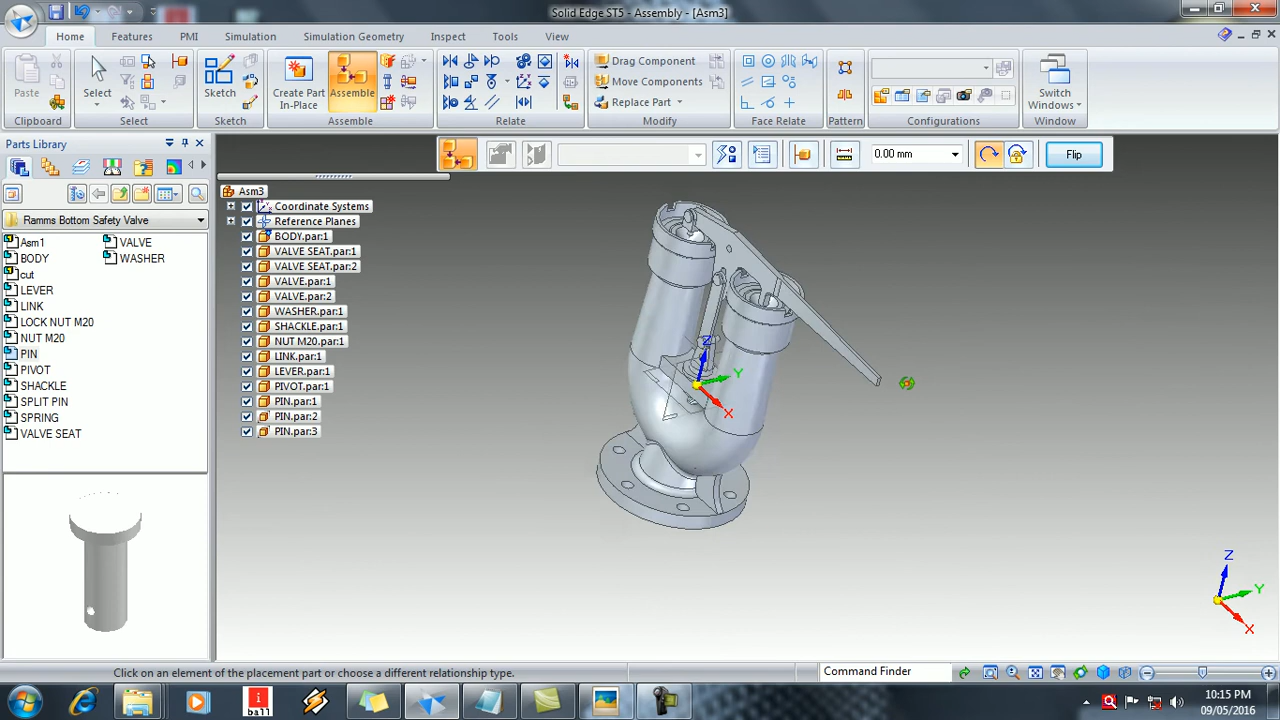 Solid Edge ST5 - Assembly - [Asm3]
Home Features PMI Simulation Simulation Geometry Inspect Tools View
Paste
Clipboard
Select
Select
Sketch
Sketch
Create Part In-Place
Assemble
Assemble
Relate
Drag Component
Move Components
Replace Part
Modify
Face Relate
Pattern
Configurations
Switch Windows
Window
Parts Library
0.00 mm
Flip
Ramms Bottom Safety Valve
Asm1
BODY
cut
LEVER
LINK
LOCK NUT M20
NUT M20
PIN
PIVOT
SHACKLE
SPLIT PIN
SPRING
VALVE SEAT
VALVE
WASHER
Asm3
Coordinate Systems
Reference Planes
BODY.par:1
VALVE SEAT.par:1
VALVE SEAT.par:2
VALVE.par:1
VALVE.par:2
WASHER.par:1
SHACKLE.par:1
NUT M20.par:1
LINK.par:1
LEVER.par:1
PIVOT.par:1
PIN.par:1
PIN.par:2
PIN.par:3
Z
Y
X
Z
Y
X
Click on an element of the placement part or choose a different relationship type.
Command Finder
i
ball
10:15 PM
09/05/2016